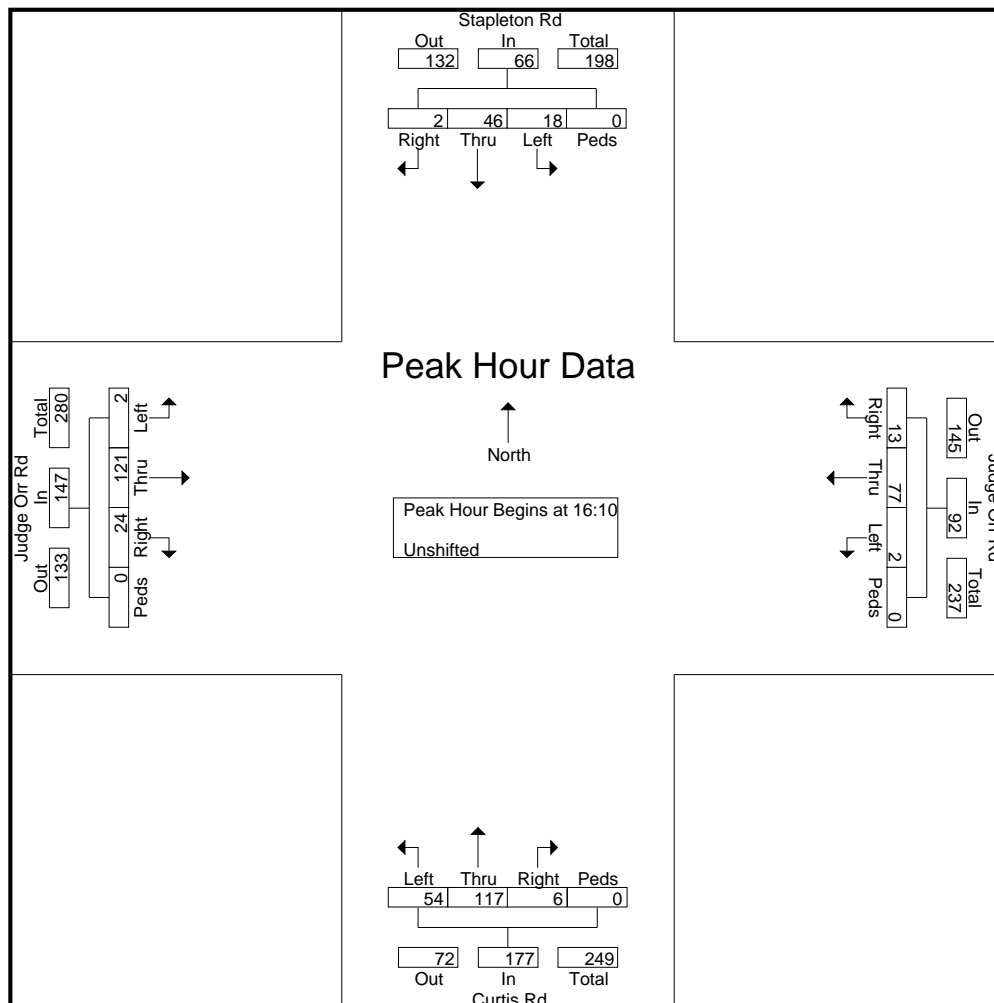 Stapleton Rd
Out In Total
132 66 198
2 46 18 0
Right Thru Left Peds
Peak Hour Data
North
Peak Hour Begins at 16:10
Unshifted
Judge Orr Rd
Out In Total
133 147 280
2 121 24 0
Left Thru Right Peds
Judge Orr Rd
Out In Total
145 92 237
13 77 2 0
Right Thru Left Peds
Left Thru Right Peds
54 117 6 0
72 177 249
Out In Total
Curtis Rd